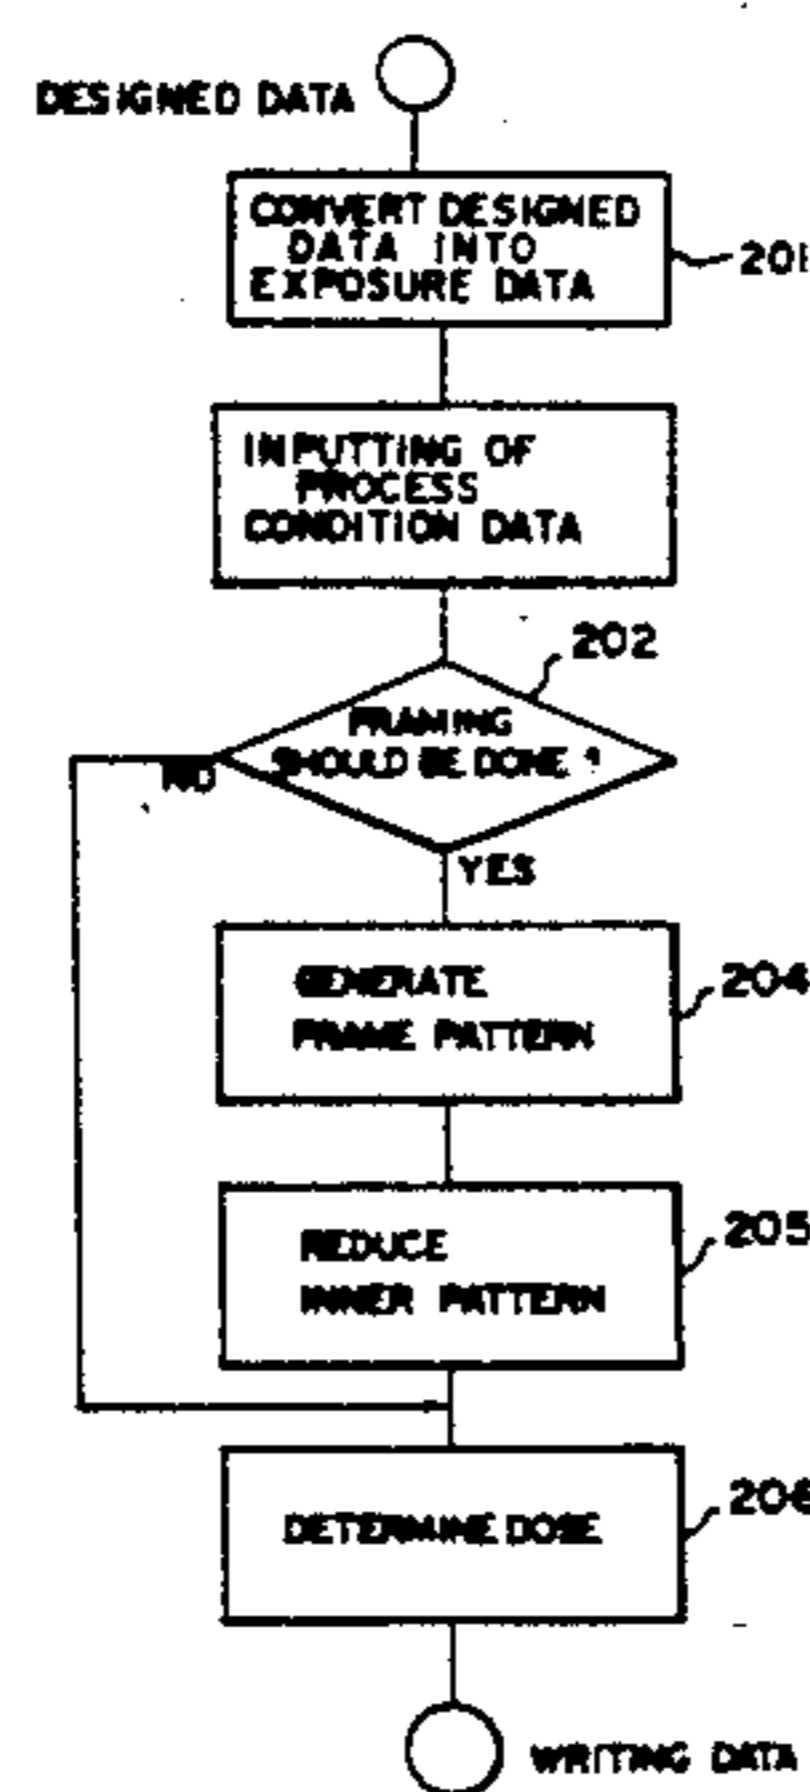 DESIGNED DATA
CONVERT DESIGNED
DATA INTO
EXPOSURE DATA
201
INPUTTING OF
PROCESS
CONDITION DATA
202
FRAMING
SHOULD BE DONE ?
NO
YES
GENERATE
FRAME PATTERN
204
REDUCE
INNER PATTERN
205
DETERMINE DOSE
206
WRITING DATA